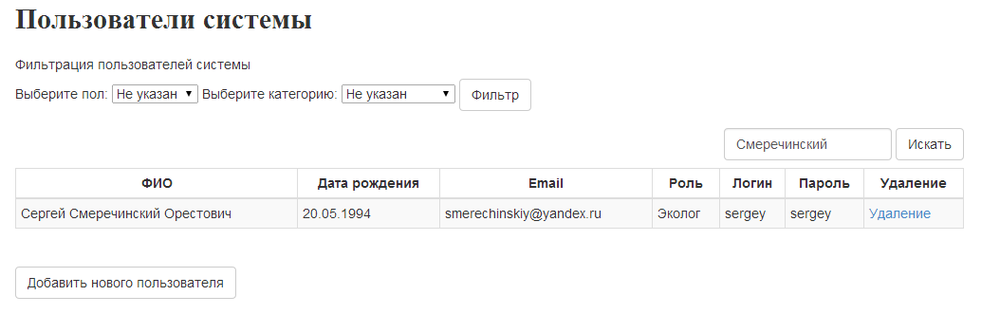 Пользователи системы
Фильтрация пользователей системы
Выберите пол: Не указан Выберите категорию: Не указан Фильтр
Смеречинский Искать
ФИО Дата рождения Email Роль Логин Пароль Удаление
Сергей Смеречинский Орестович 20.05.1994 smerechinskiy@yandex.ru Эколог sergey sergey Удаление
Добавить нового пользователя